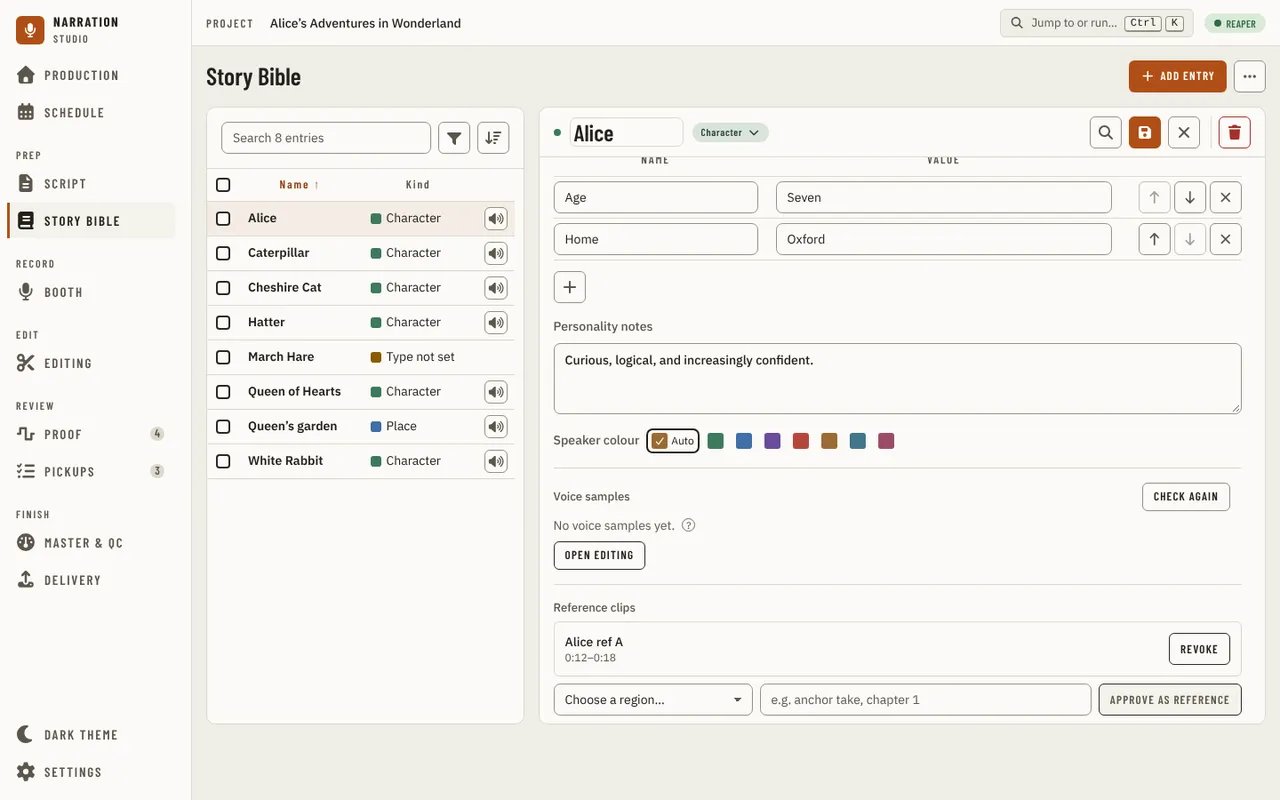 NARRATION
STUDIO
PRODUCTION
SCHEDULE
PREP
SCRIPT
STORY BIBLE
RECORD
BOOTH
EDIT
EDITING
REVIEW
PROOF 4
PICKUPS 3
FINISH
MASTER & QC
DELIVERY
DARK THEME
SETTINGS
PROJECT Alice’s Adventures in Wonderland
Jump to or run... Ctrl K
REAPER
Story Bible
ADD ENTRY
Search 8 entries
Name ↑ Kind
Alice Character
Caterpillar Character
Cheshire Cat Character
Hatter Character
March Hare Type not set
Queen of Hearts Character
Queen’s garden Place
White Rabbit Character
Alice Character
NAME VALUE
Age Seven
Home Oxford
Personality notes
Curious, logical, and increasingly confident.
Speaker colour Auto
Voice samples CHECK AGAIN
No voice samples yet. ?
OPEN EDITING
Reference clips
Alice ref A
0:12–0:18
REVOKE
Choose a region... e.g. anchor take, chapter 1 APPROVE AS REFERENCE